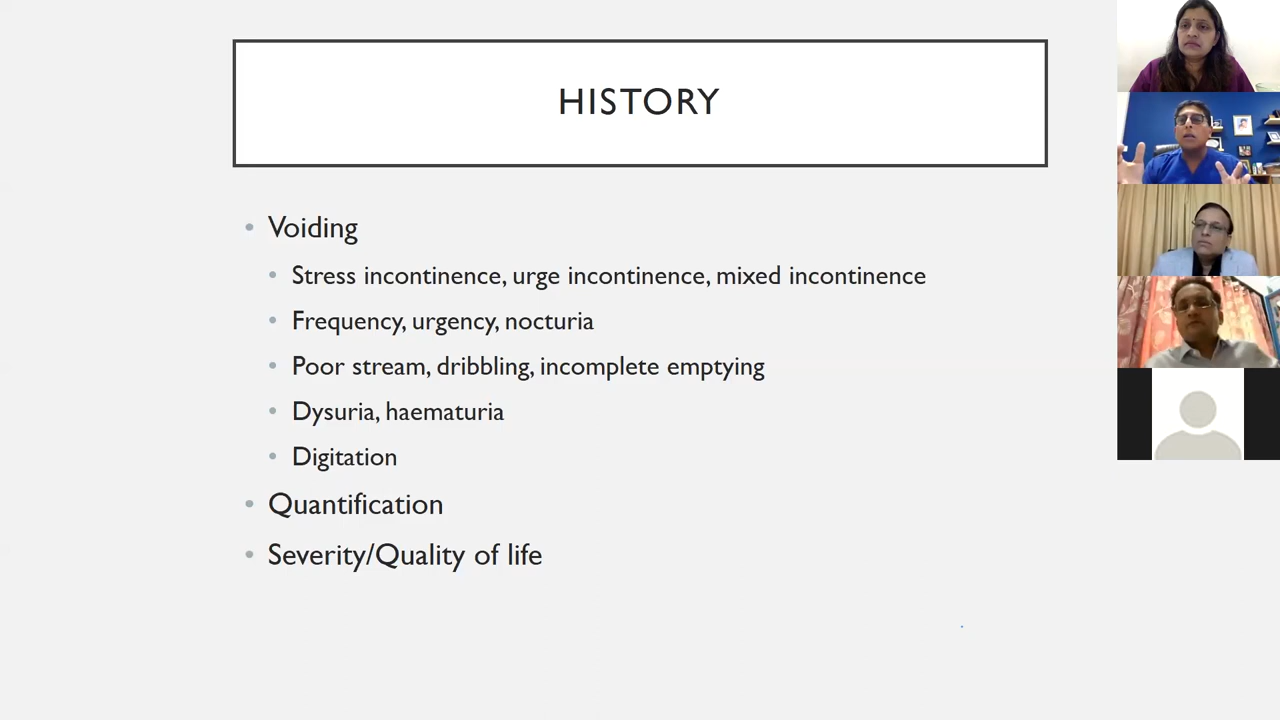 HISTORY
Voiding
Stress incontinence, urge incontinence, mixed incontinence
Frequency, urgency, nocturia
Poor stream, dribbling, incomplete emptying
Dysuria, haematuria
Digitation
Quantification
Severity/Quality of life